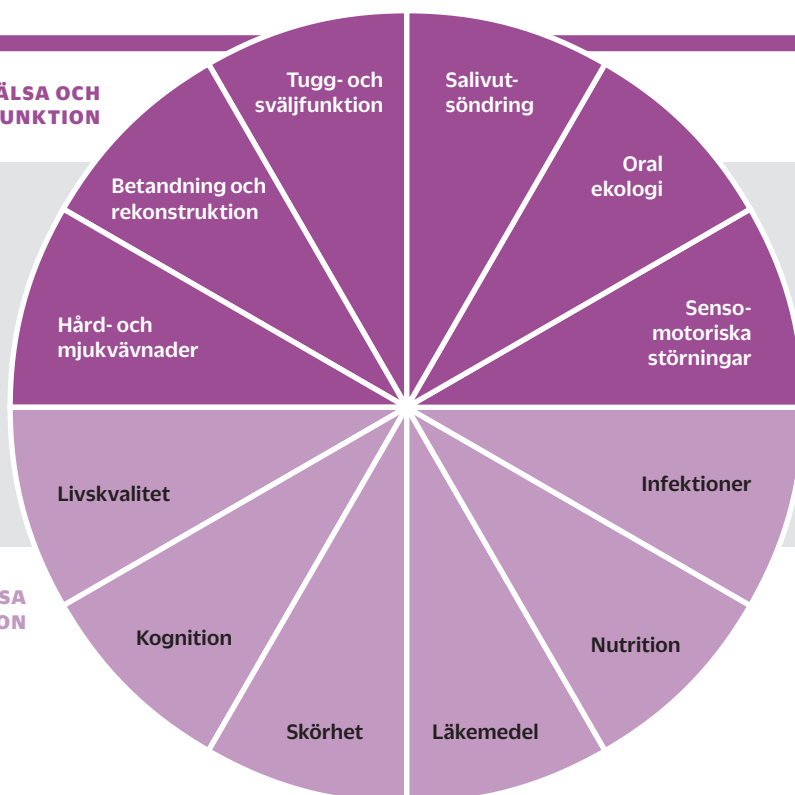 ÄLSA OCH
UNKTION
Tugg- och
sväljfunktion
Salivut-
söndring
Oral
ekologi
Betandning och
rekonstruktion
Senso-
motoriska
störningar
Hård- och
mjukvävnader
Livskvalitet
Infektioner
SA
ON
Kognition
Nutrition
Skörhet
Läkemedel